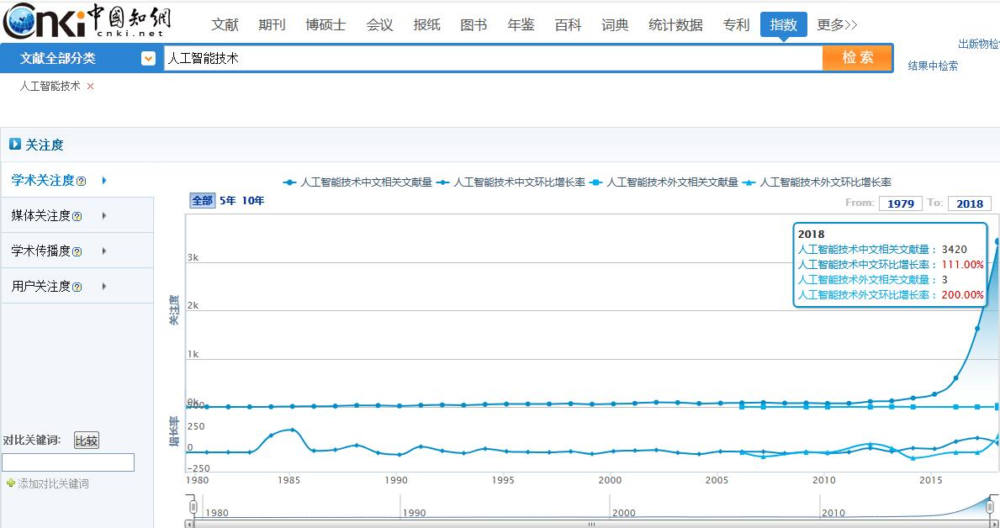 cnki中國知網
cnki.net
文献 期刊 博硕士 会议 报纸 图书 年鉴 百科 词典 统计数据 专利 指数 更多>>
出版物检
文献全部分类 人工智能技术 检索
结果中检索
人工智能技术 ×
关注度
学术关注度?
媒体关注度?
学术传播度?
用户关注度?
对比关键词: 比较
添加对比关键词
人工智能技术中文相关文献量 人工智能技术中文环比增长率 人工智能技术外文相关文献量 人工智能技术外文环比增长率
全部 5年 10年
From: 1979 To: 2018
2018
人工智能技术中文相关文献量: 3420
人工智能技术中文环比增长率: 111.00%
人工智能技术外文相关文献量: 3
人工智能技术外文环比增长率: 200.00%
关注度
3k
2k
1k
0k
增长率
250
0
-250
1980 1985 1990 1995 2000 2005 2010 2015
1980 1990 2000 2010